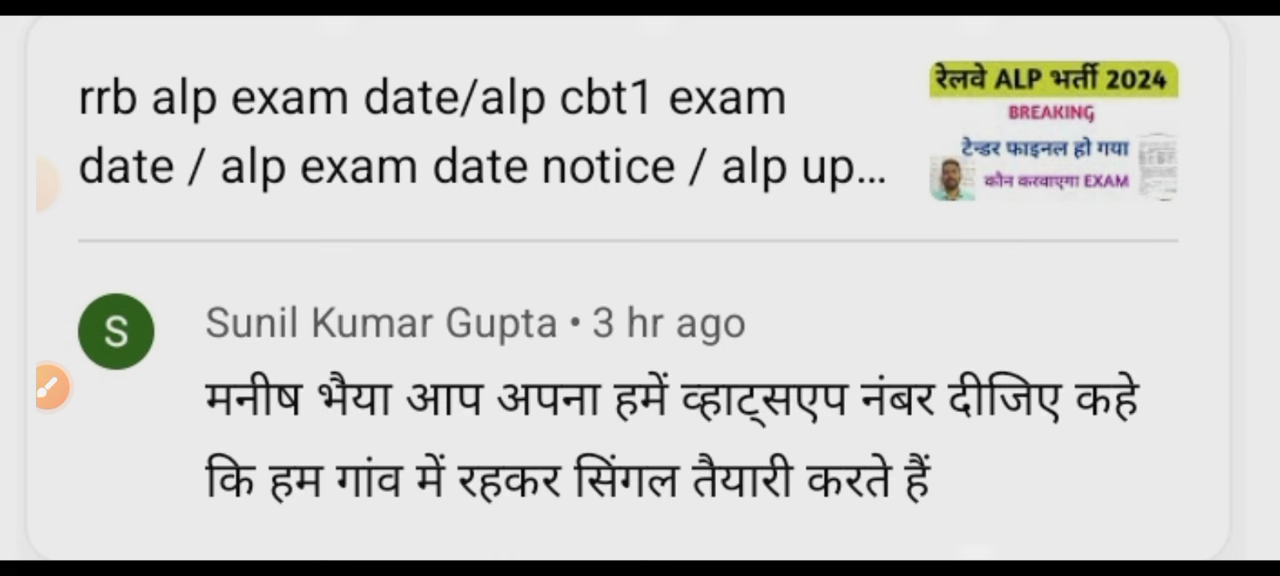 rrb alp exam date/alp cbt1 exam
date / alp exam date notice / alp up...
रेलवे ALP भर्ती 2024
BREAKING
टेन्डर फाइनल हो गया
कौन करवाएगा EXAM
S
Sunil Kumar Gupta • 3 hr ago
मनीष भैया आप अपना हमें व्हाट्सएप नंबर दीजिए कहे
कि हम गांव में रहकर सिंगल तैयारी करते हैं